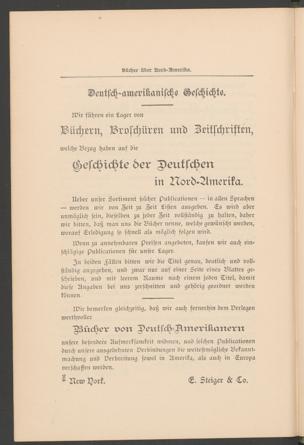 Bücher über Nord-Amerika.
Deutsch-amerikanische Geschichte.
Wir führen ein Lager von
Büchern, Broschüren und Zeitschriften,
welche Bezug haben auf die
Geschichte der Deutschen
in Nord-Amerika.
Ueber unser Sortiment solcher Publicationen — in allen Sprachen
— werden wir von Zeit zu Zeit Listen ausgeben. Es wird aber
unmöglich sein, dieselben zu jeder Zeit vollständig zu halten, daher
wir bitten, daß man uns die Bücher nenne, welche gewünscht werden,
worauf Erledigung so schnell als möglich folgen wird.
Wenn zu annehmbaren Preisen angeboten, kaufen wir auch ein-
schlägige Publicationen für unser Lager.
In beiden Fällen bitten wir die Titel genau, deutlich und voll-
ständig anzugeben, und zwar nur auf einer Seite eines Blattes ge-
schrieben, und mit leerem Raume nach einem jeden Titel, damit
diese Angaben bei uns zerschnitten und gehörig geordnet werden
können.
Wir bemerken gleichzeitig, daß wir auch fernerhin dem Verlegen
werthvoller
Bücher von Deutsch-Amerikanern
unsere besondere Aufmerksamkeit widmen, und solchen Publicationen
durch unsere ausgedehnten Verbindungen die weitestmögliche Bekannt-
machung und Verbreitung sowol in Amerika, als auch in Europa
verschaffen werden.
New York. E. Steiger & Co.